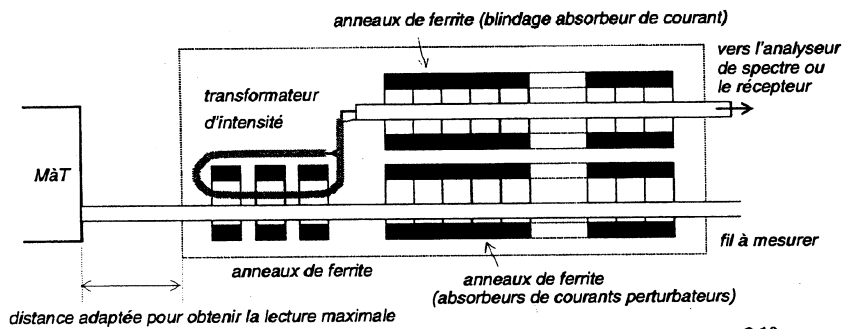 anneaux de ferrite (blindage absorbeur de courant)
vers l'analyseur
de spectre ou
le récepteur
transformateur
d'intensité
MàT
fil à mesurer
anneaux de ferrite
anneaux de ferrite
(absorbeurs de courants perturbateurs)
distance adaptée pour obtenir la lecture maximale